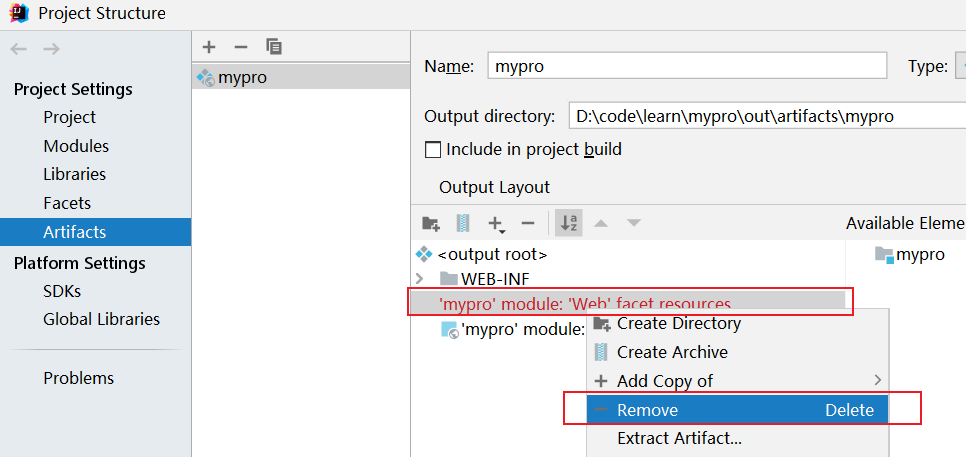 Project Structure
Project Settings
Project
Modules
Libraries
Facets
Artifacts
Platform Settings
SDKs
Global Libraries
Problems
mypro
Name: mypro
Type:
Output directory: D:\code\learn\mypro\out\artifacts\mypro
Include in project build
Output Layout
Available Eleme
<output root>
WEB-INF
'mypro' module: 'Web' facet resources
'mypro' module:
mypro
Create Directory
Create Archive
Add Copy of
Remove Delete
Extract Artifact...